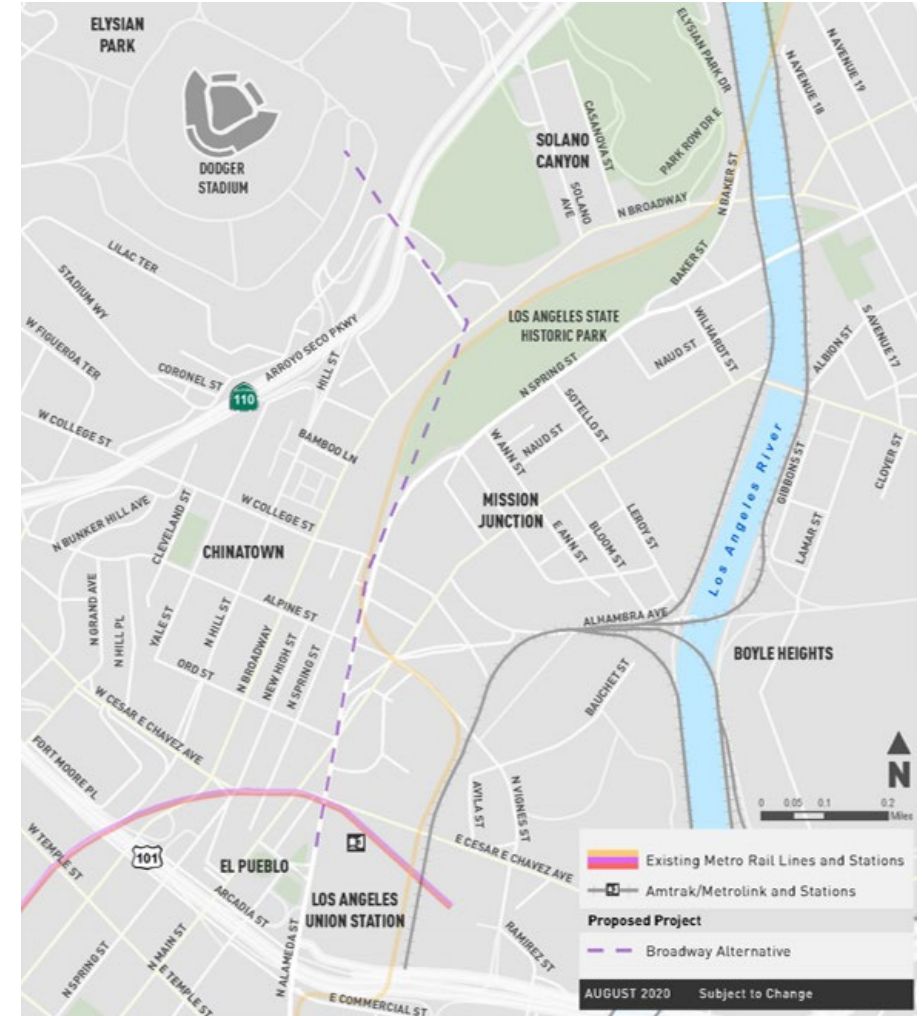 ELYSIAN
PARK
DODGER
STADIUM
SOLANO
CANYON
CASANOVA ST
SOLANO
AVE
ELYSIAN PARK DR
PARK ROW DR E
N BROADWAY
N BAKER ST
BAKER ST
N AVENUE 18
N AVENUE 19
LILAC TER
STADIUM WY
W FIGUEROA TER
CORONEL ST
ARROYO SECO PKWY
HILL ST
110
LOS ANGELES STATE
HISTORIC PARK
N SPRING ST
NAUD ST
WILHARDT ST
ALBION ST
S AVENUE 17
W COLLEGE ST
BAMBOO LN
SOTELLO ST
W ANN ST
NAUD ST
MISSION
JUNCTION
E ANN ST
BLOOM ST
LEROY ST
Los Angeles River
GIBBONS ST
CLOVER ST
LAMAR ST
N BUNKER HILL AVE
CLEVELAND ST
W COLLEGE ST
CHINATOWN
N GRAND AVE
N HILL PL
YALE ST
N HILL ST
ALPINE ST
ORD ST
N BROADWAY
NEW HIGH ST
N SPRING ST
ALHAMBRA AVE
BOYLE HEIGHTS
BAUCHET ST
W CESAR E CHAVEZ AVE
FORT MOORE PL
W TEMPLE ST
101
AVILA ST
N VIGNES ST
E CESAR E CHAVEZ AVE
EL PUEBLO
ARCADIA ST
LOS ANGELES
UNION STATION
N ALAMEDA ST
RAMIREZ ST
N SPRING ST
N MAIN ST
E TEMPLE ST
E COMMERCIAL ST
N
0 0.05 0.1 0.2
Miles
Existing Metro Rail Lines and Stations
Amtrak/Metrolink and Stations
Proposed Project
Broadway Alternative
AUGUST 2020 Subject to Change